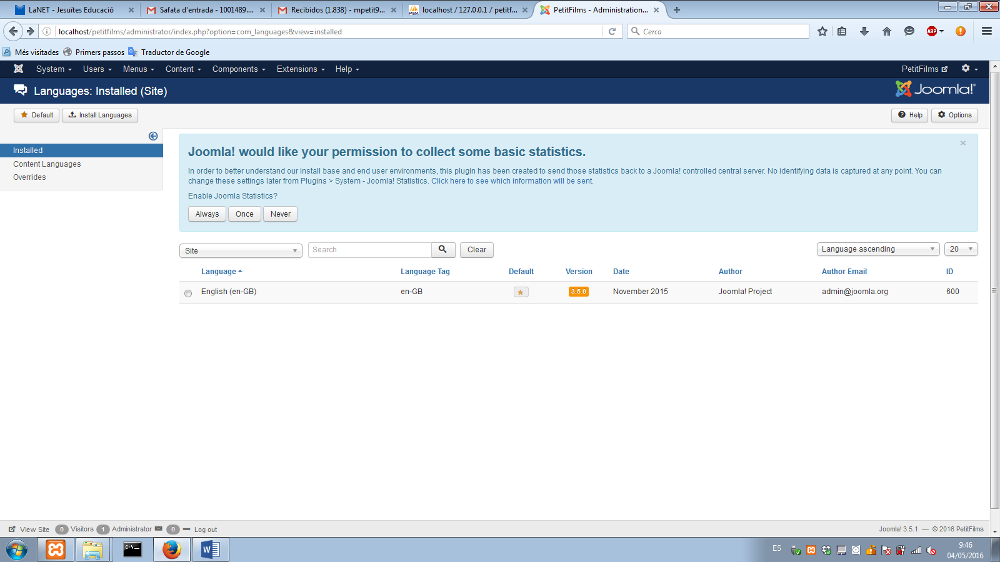 LaNET - Jesuïtes Educació
Safata d'entrada - 1001489....
Recibidos (1.838) - mpetit9...
localhost / 127.0.0.1 / petitf...
PetitFilms - Administration...
localhost/petitfilms/administrator/index.php?option=com_languages&view=installed
Cerca
ABP
Més visitades
Primers passos
Traductor de Google
System
Users
Menus
Content
Components
Extensions
Help
PetitFilms
Languages: Installed (Site)
Joomla!
Default
Install Languages
Help
Options
Installed
Content Languages
Overrides
Joomla! would like your permission to collect some basic statistics.
In order to better understand our install base and end user environments, this plugin has been created to send those statistics back to a Joomla! controlled central server. No identifying data is captured at any point. You can
change these settings later from Plugins > System - Joomla! Statistics. Click here to see which information will be sent.
Enable Joomla Statistics?
Always
Once
Never
Site
Search
Clear
Language ascending
20
Language
Language Tag
Default
Version
Date
Author
Author Email
ID
English (en-GB)
en-GB
3.5.0
November 2015
Joomla! Project
admin@joomla.org
600
View Site
0 Visitors
1 Administrator
0
Log out
Joomla! 3.5.1 — © 2016 PetitFilms
ES
9:46
04/05/2016